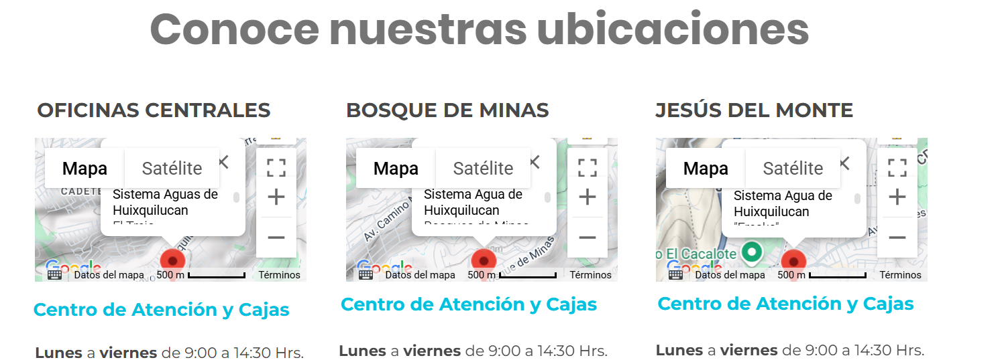 Conoce nuestras ubicaciones
OFICINAS CENTRALES
Mapa Satélite
CADETE
Sistema Aguas de
Huixquilucan
Google
Datos del mapa 500 m Términos
Centro de Atención y Cajas
Lunes a viernes de 9:00 a 14:30 Hrs.
BOSQUE DE MINAS
Mapa Satélite
Sistema Agua de
Huixquilucan
Av. Camino
que de Minas
Google
Datos del mapa 500 m Términos
Centro de Atención y Cajas
Lunes a viernes de 9:00 a 14:30 Hrs.
JESÚS DEL MONTE
Mapa Satélite
Sistema Agua de
Huixquilucan
o El Cacalote
Google
Datos del mapa 500 m Términos
Centro de Atención y Cajas
Lunes a viernes de 9:00 a 14:30 Hrs.